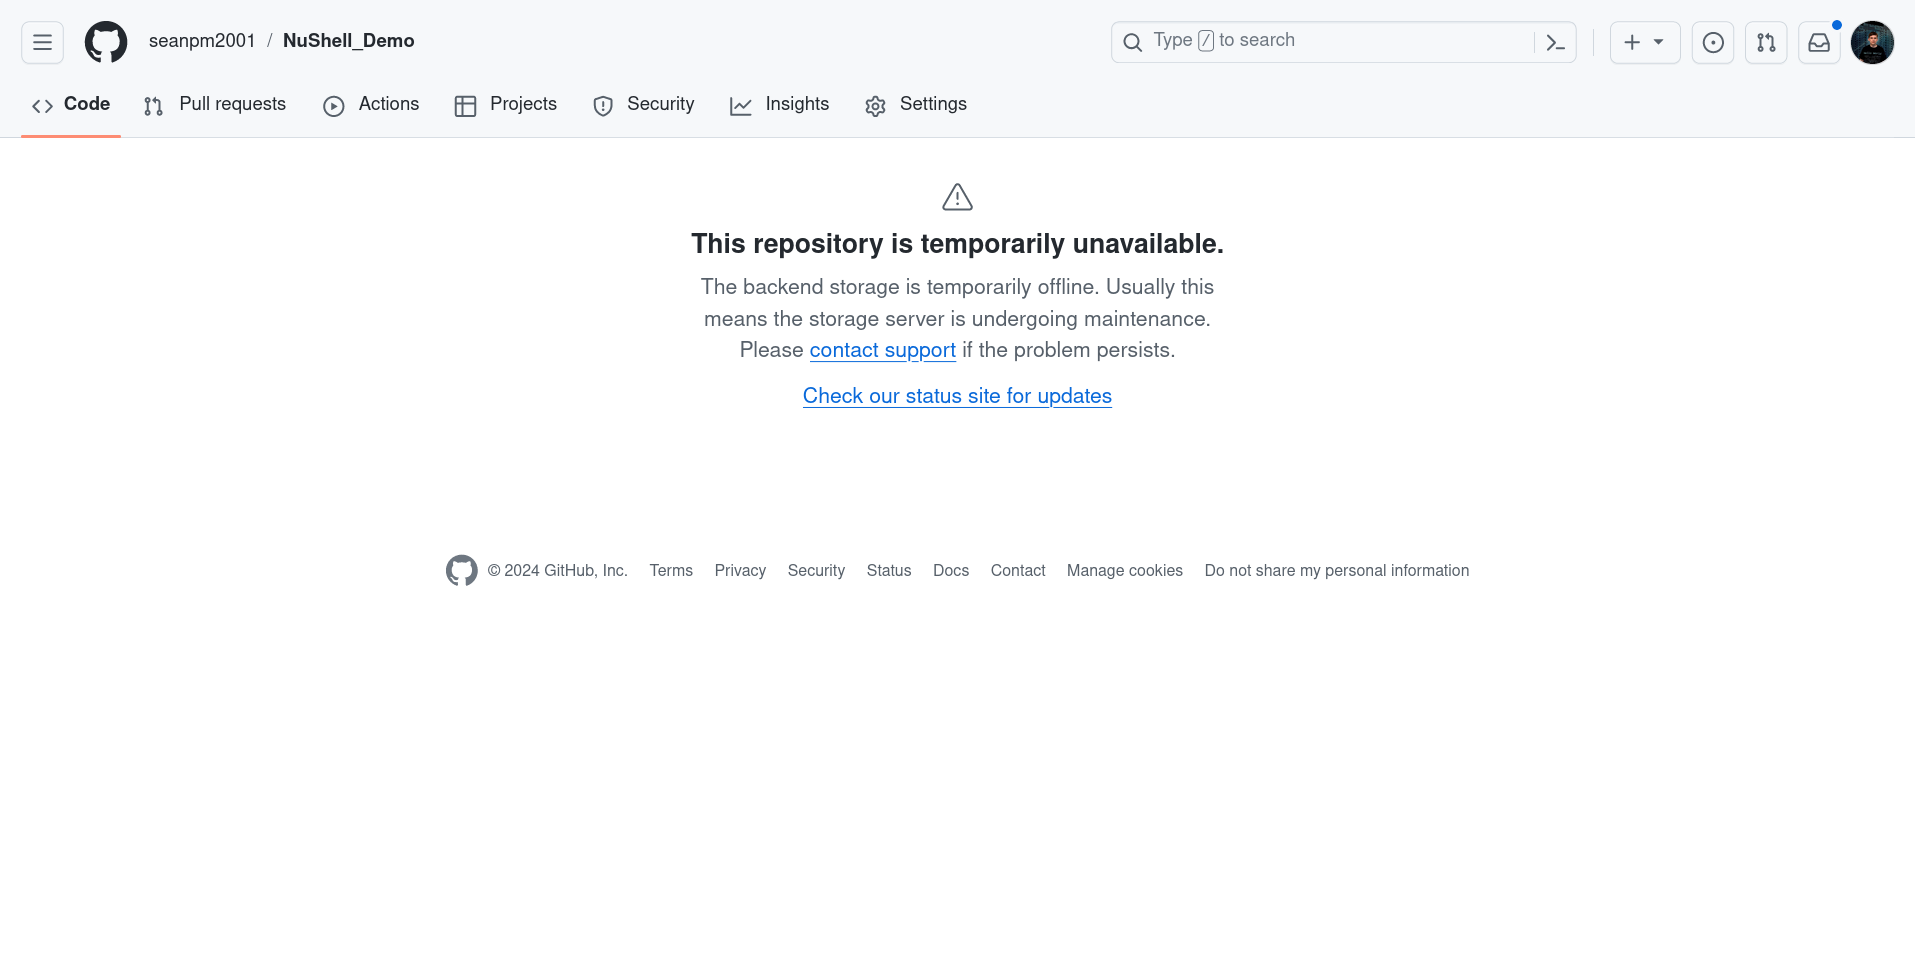 seanpm2001 / NuShell_Demo
Type / to search
Code Pull requests Actions Projects Security Insights Settings
This repository is temporarily unavailable.
The backend storage is temporarily offline. Usually this
means the storage server is undergoing maintenance.
Please contact support if the problem persists.
Check our status site for updates
© 2024 GitHub, Inc. Terms Privacy Security Status Docs Contact Manage cookies Do not share my personal information